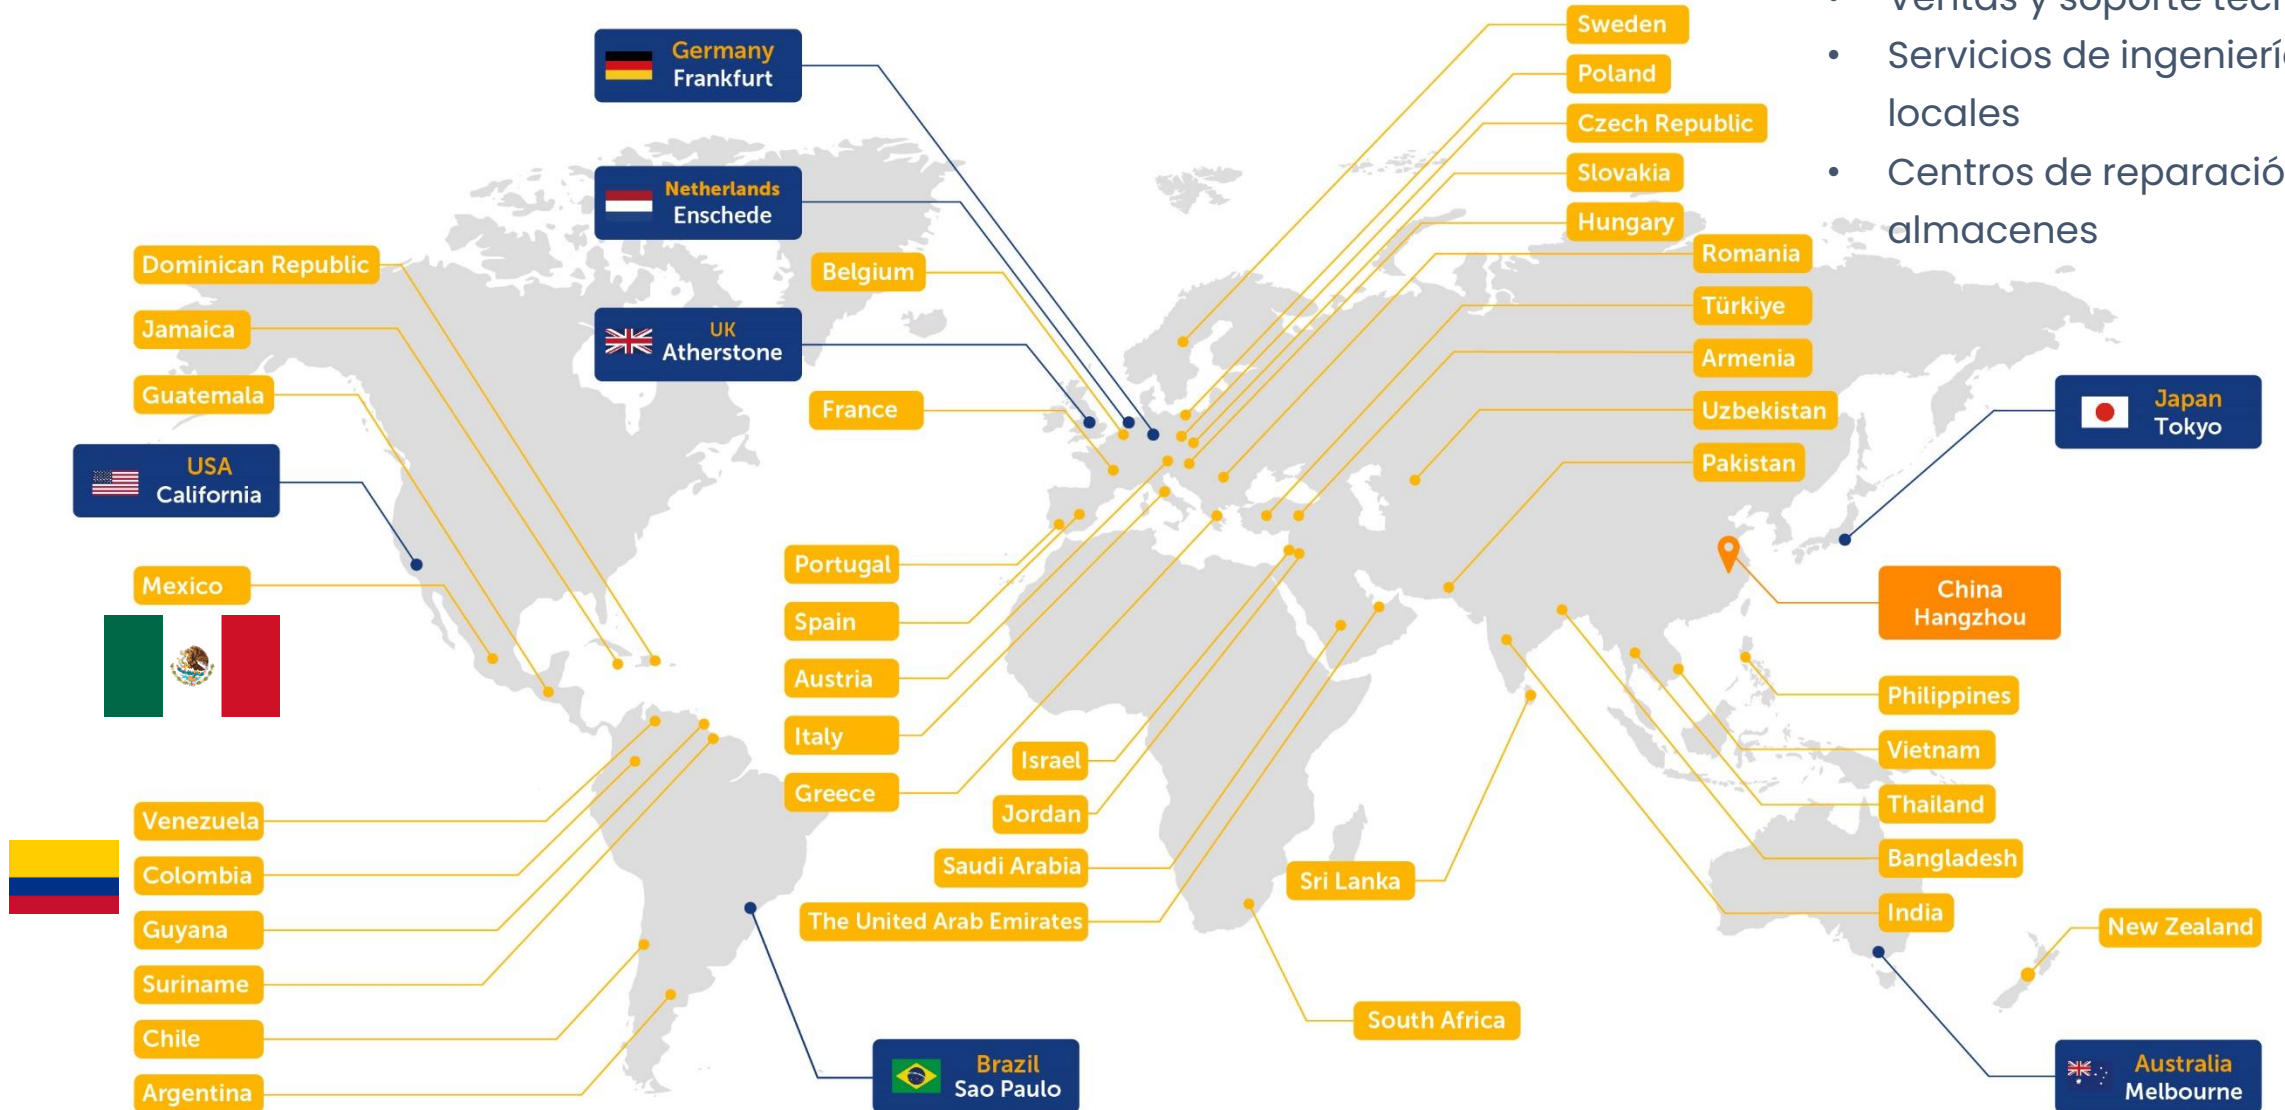 Ventas y soporte
Servicios de
locales
Centros de
almacenes
Germany
Frankfurt
Netherlands
Enschede
UK
Atherstone
Belgium
France
Dominican Republic
Jamaica
Guatemala
USA
California
Mexico
Venezuela
Colombia
Guyana
Suriname
Chile
Argentina
Portugal
Spain
Austria
Italy
Greece
Israel
Jordan
Saudi Arabia
The United Arab Emirates
Brazil
Sao Paulo
Sweden
Poland
Czech Republic
Slovakia
Hungary
Romania
Türkiye
Armenia
Uzbekistan
Pakistan
Japan
Tokyo
China
Hangzhou
Philippines
Vietnam
Thailand
Bangladesh
India
Sri Lanka
South Africa
New Zealand
Australia
Melbourne